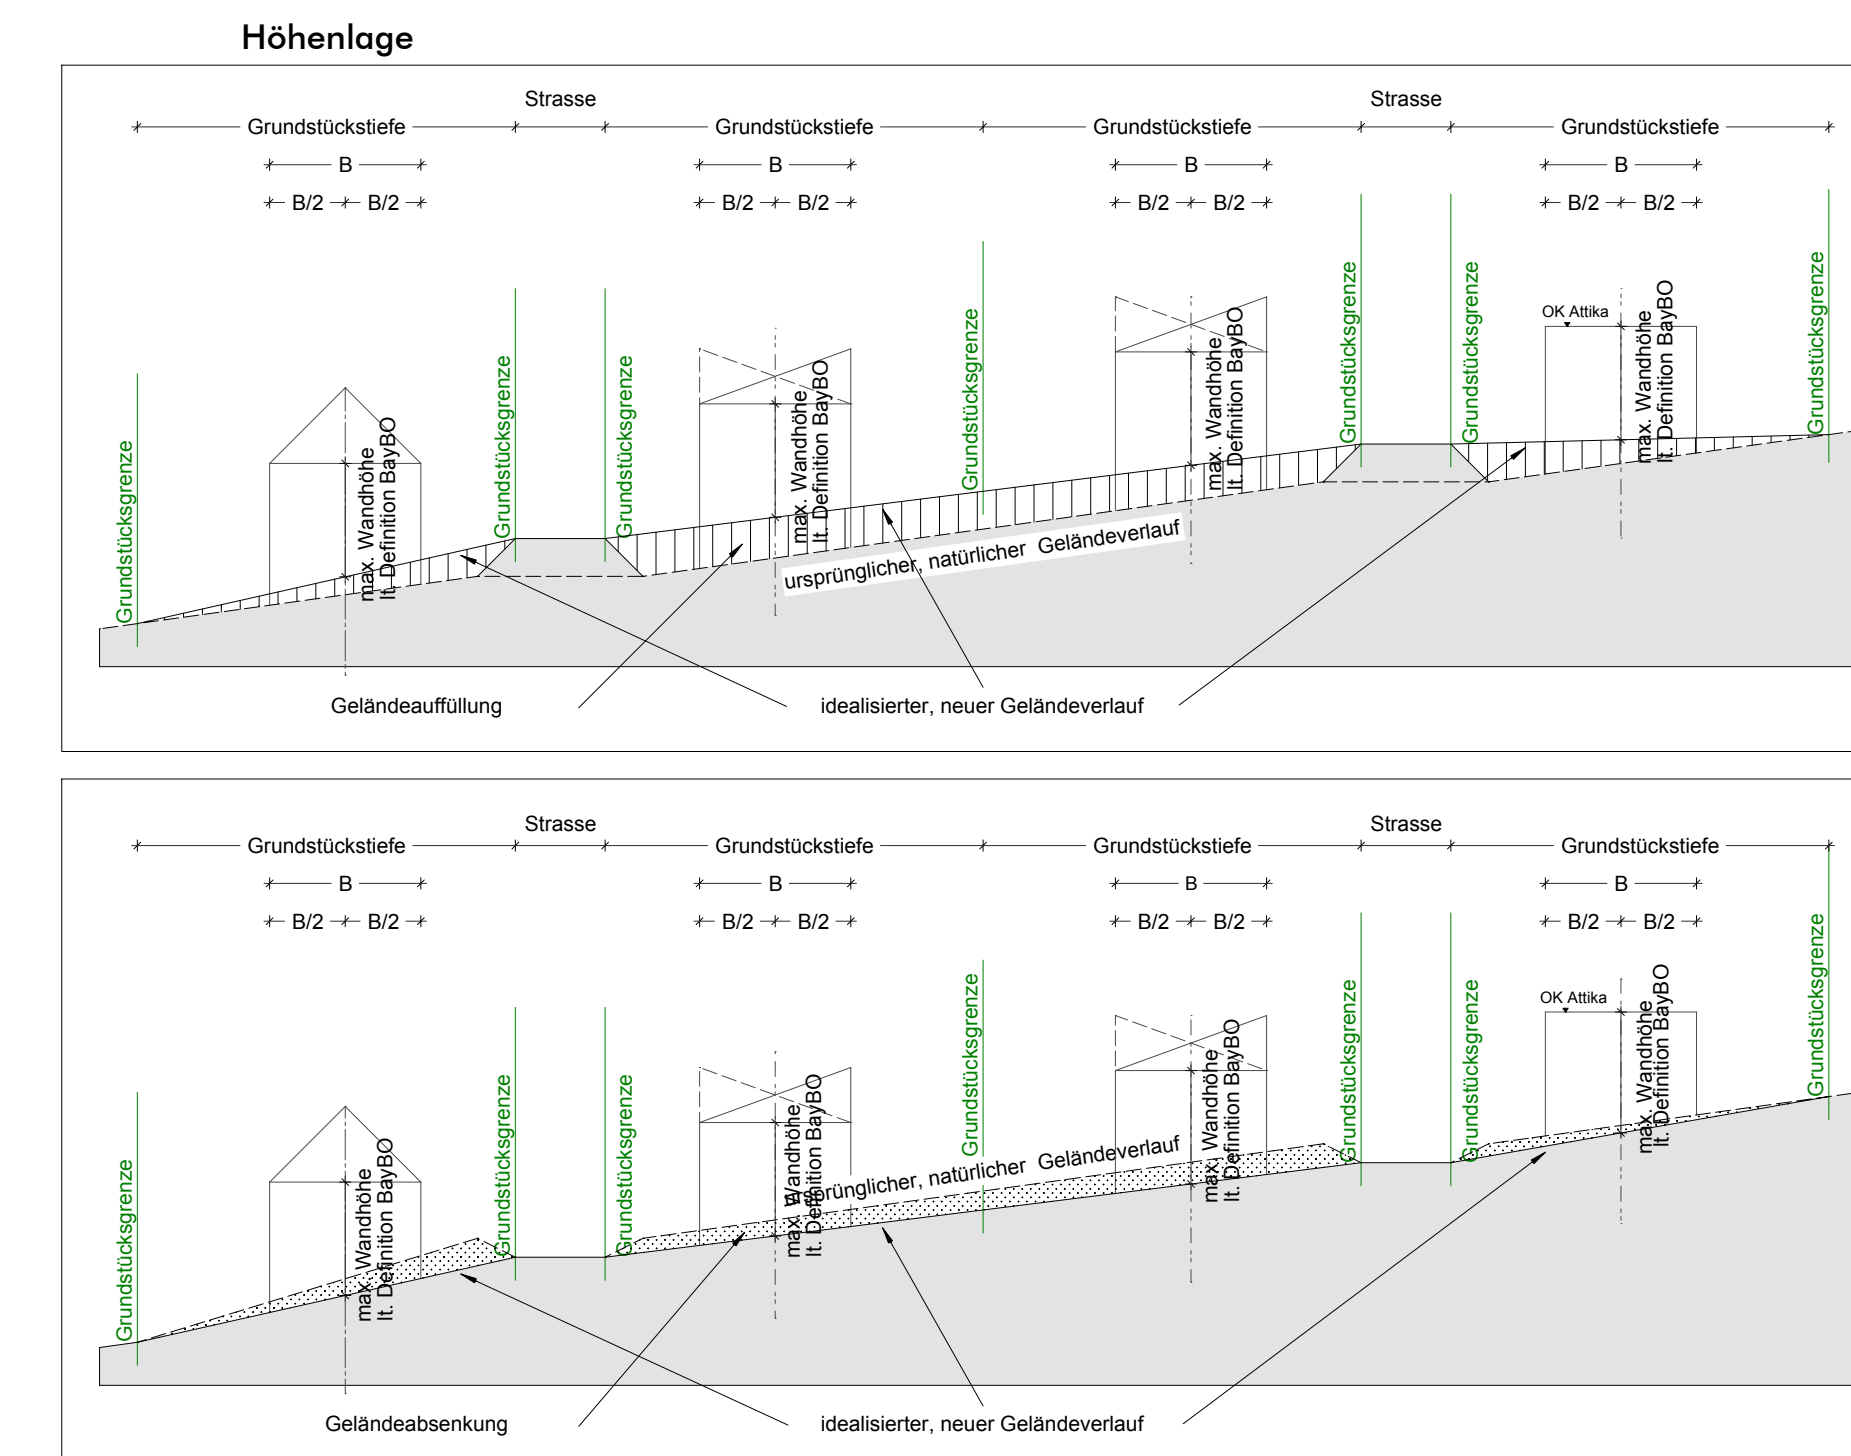 Höhenlage
Strasse
Strasse
Grundstückstiefe
Grundstückstiefe
Grundstückstiefe
Grundstückstiefe
B
B
B
B
B/2
B/2
B/2
B/2
B/2
B/2
B/2
B/2
Grundstücksgrenze
max. Wandhöhe
lt. Definition BayBO
Grundstücksgrenze
Grundstücksgrenze
max. Wandhöhe
lt. Definition BayBO
Grundstücksgrenze
max. Wandhöhe
lt. Definition BayBO
Grundstücksgrenze
Grundstücksgrenze
OK Attika
max. Wandhöhe
lt. Definition BayBO
Grundstücksgrenze
ursprünglicher, natürlicher Geländeverlauf
Geländeauffüllung
idealisierter, neuer Geländeverlauf
Strasse
Strasse
Grundstückstiefe
Grundstückstiefe
Grundstückstiefe
Grundstückstiefe
B
B
B
B
B/2
B/2
B/2
B/2
B/2
B/2
B/2
B/2
Grundstücksgrenze
max. Wandhöhe
lt. Definition BayBO
Grundstücksgrenze
Grundstücksgrenze
max. Wandhöhe
lt. Definition BayBO
Grundstücksgrenze
max. Wandhöhe
lt. Definition BayBO
Grundstücksgrenze
Grundstücksgrenze
OK Attika
max. Wandhöhe
lt. Definition BayBO
Grundstücksgrenze
ursprünglicher, natürlicher Geländeverlauf
Geländeabsenkung
idealisierter, neuer Geländeverlauf